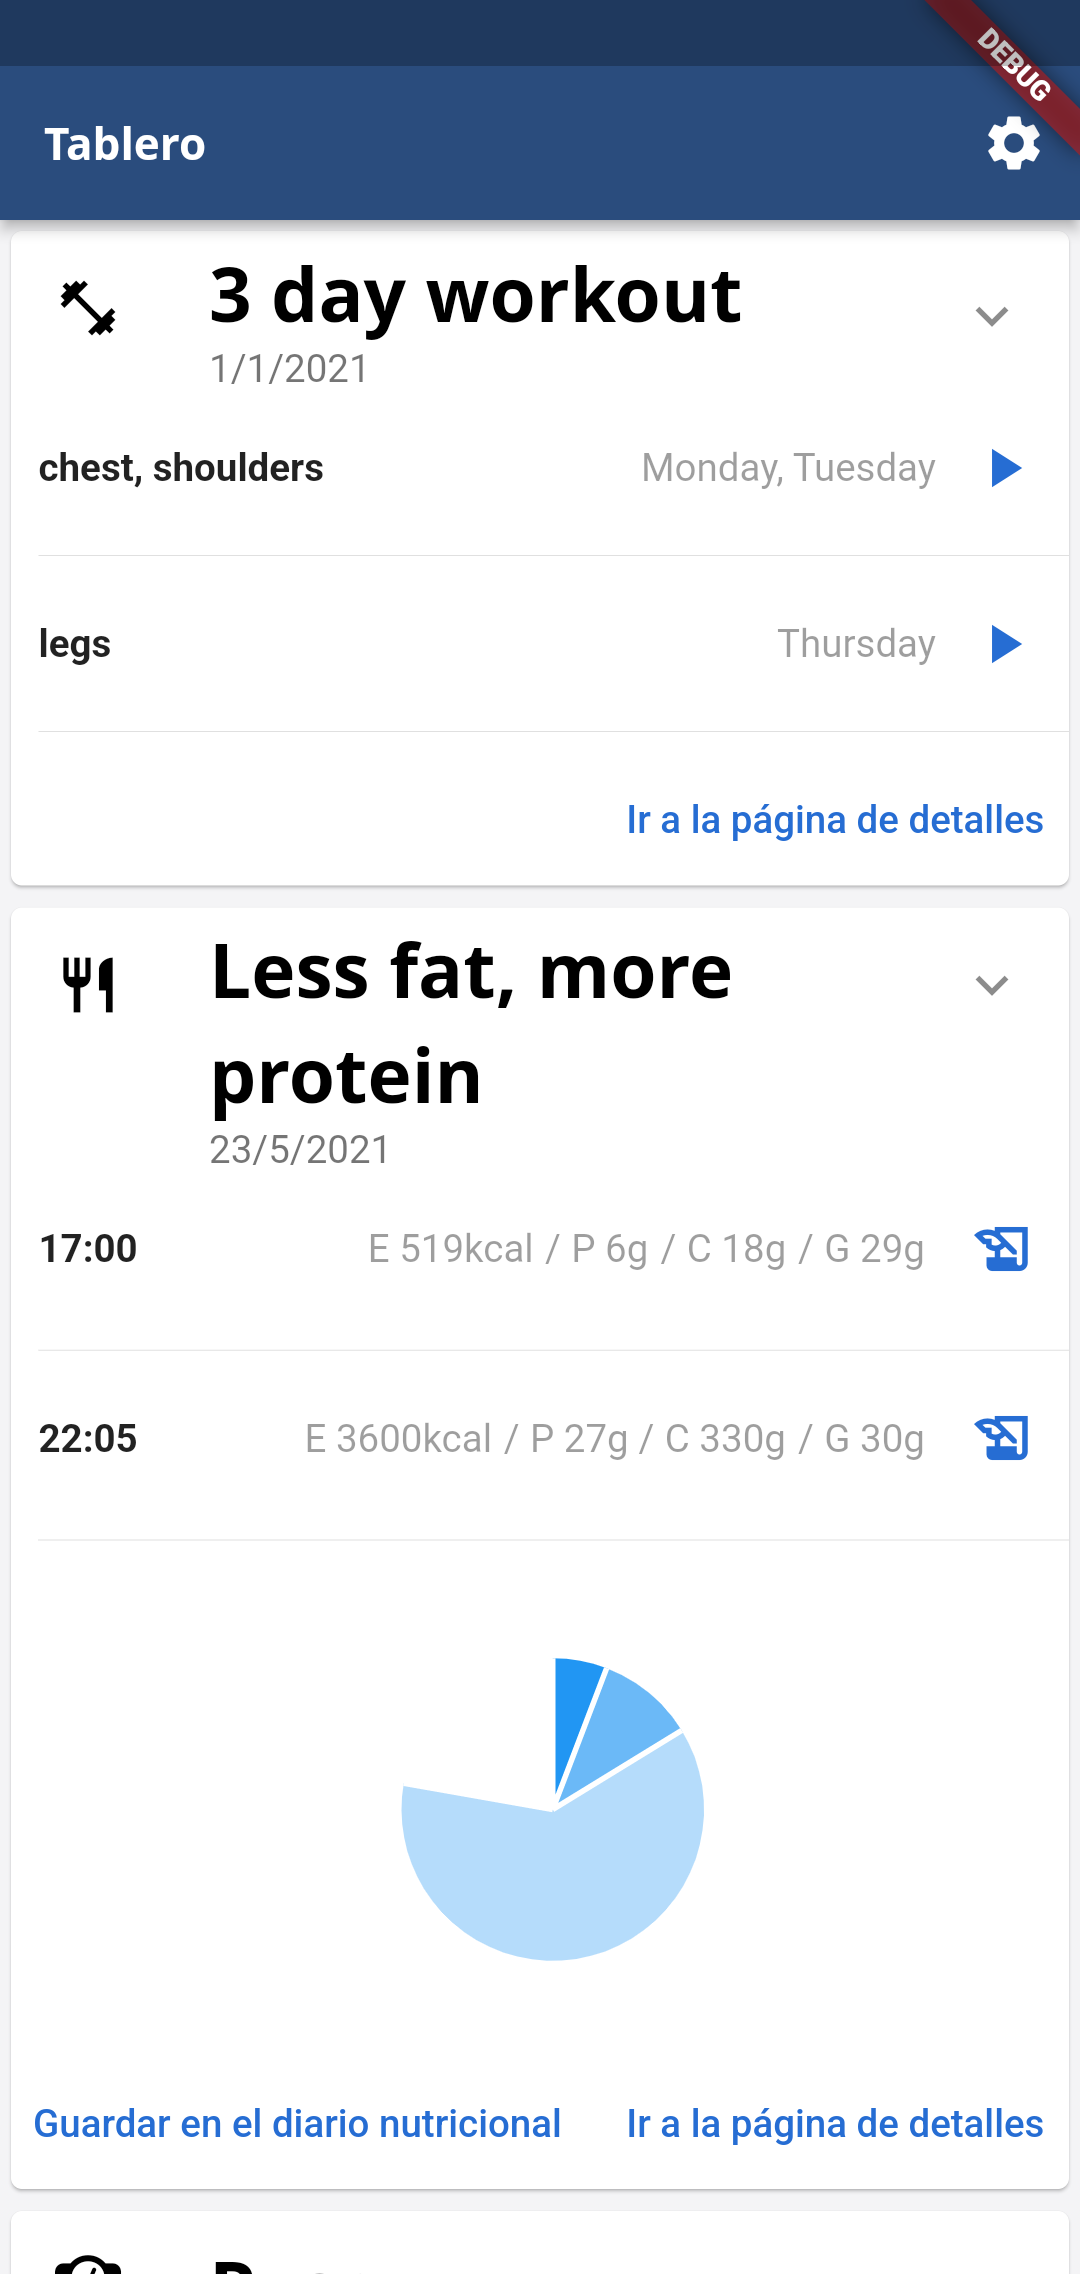 DEBUG
Tablero
3 day workout
1/1/2021
chest, shoulders Monday, Tuesday
legs Thursday
Ir a la página de detalles
Less fat, more
protein
23/5/2021
17:00 E 519kcal / P 6g / C 18g / G 29g
22:05 E 3600kcal / P 27g / C 330g / G 30g
Guardar en el diario nutricional Ir a la página de detalles